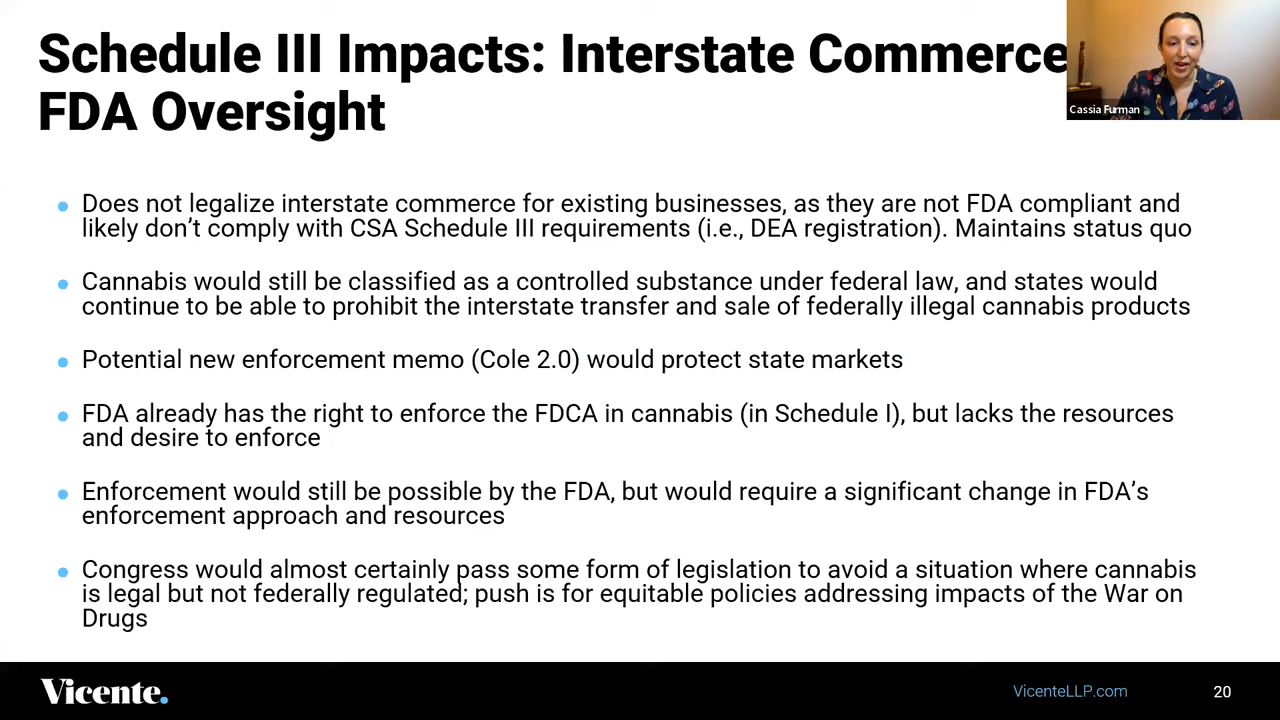 Schedule III Impacts: Interstate Commerce
FDA Oversight
Cassia Furman
Does not legalize interstate commerce for existing businesses, as they are not FDA compliant and
likely don’t comply with CSA Schedule III requirements (i.e., DEA registration). Maintains status quo
Cannabis would still be classified as a controlled substance under federal law, and states would
continue to be able to prohibit the interstate transfer and sale of federally illegal cannabis products
Potential new enforcement memo (Cole 2.0) would protect state markets
FDA already has the right to enforce the FDCA in cannabis (in Schedule I), but lacks the resources
and desire to enforce
Enforcement would still be possible by the FDA, but would require a significant change in FDA’s
enforcement approach and resources
Congress would almost certainly pass some form of legislation to avoid a situation where cannabis
is legal but not federally regulated; push is for equitable policies addressing impacts of the War on
Drugs
Vicente.
VicenteLLP.com
20